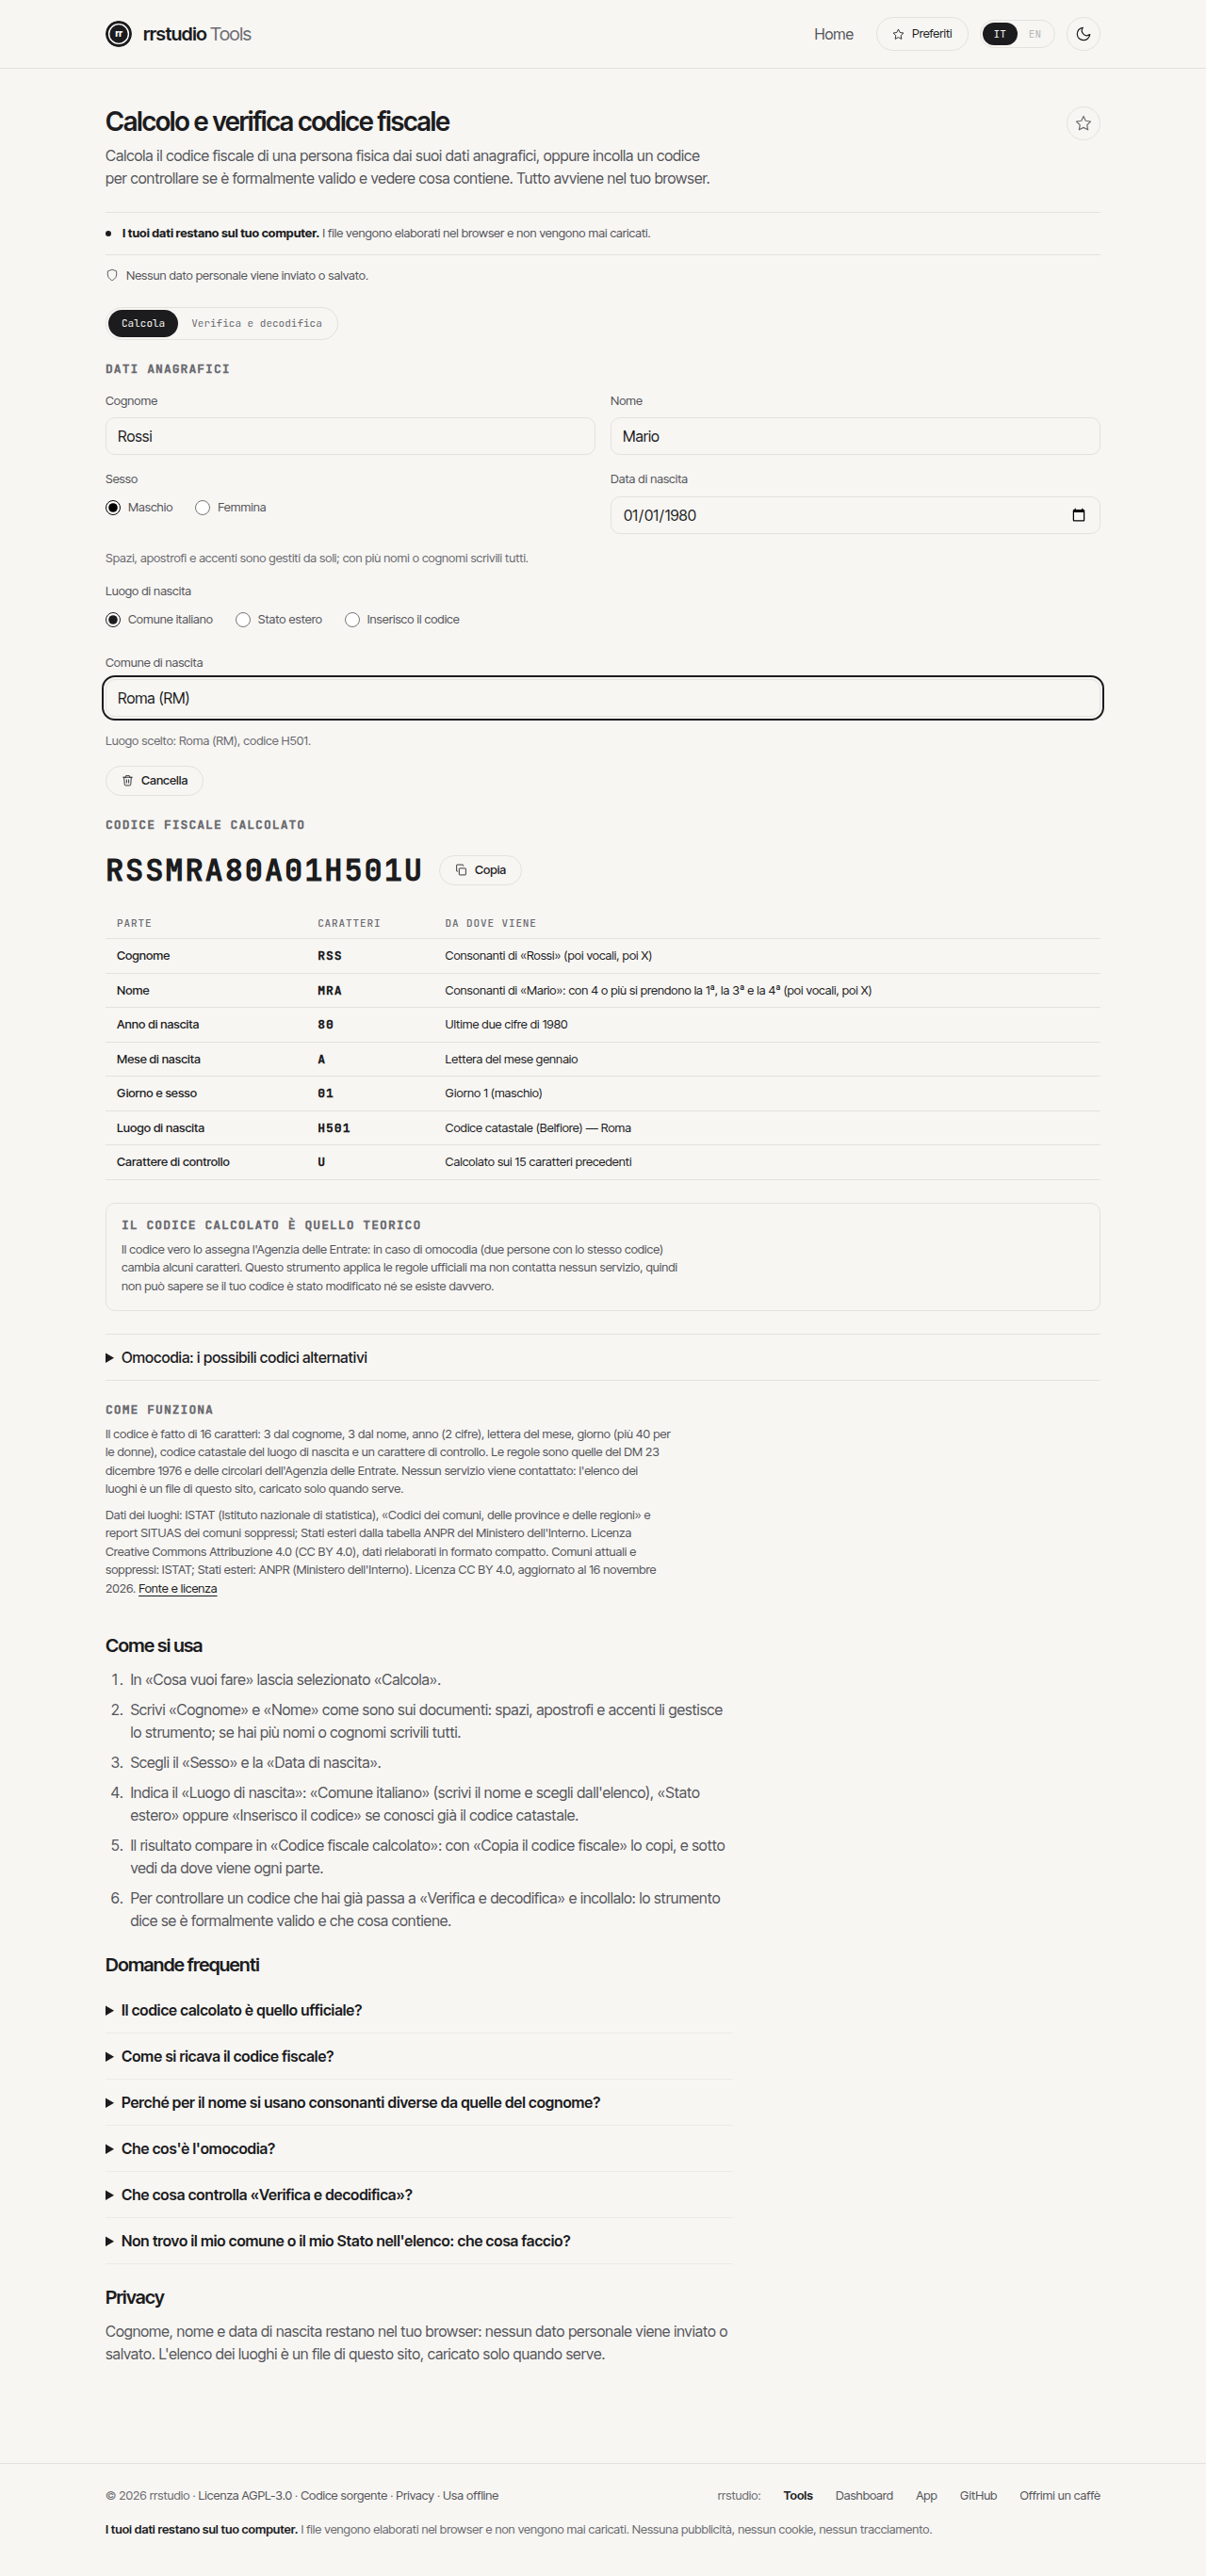 rr rrstudio Tools
Home
Preferiti
IT EN
Calcolo e verifica codice fiscale
Calcola il codice fiscale di una persona fisica dai suoi dati anagrafici, oppure incolla un codice
per controllare se è formalmente valido e vedere cosa contiene. Tutto avviene nel tuo browser.
I tuoi dati restano sul tuo computer. I file vengono elaborati nel browser e non vengono mai caricati.
Nessun dato personale viene inviato o salvato.
Calcola Verifica e decodifica
DATI ANAGRAFICI
Cognome Nome
Rossi Mario
Sesso Data di nascita
Maschio Femmina 01/01/1980
Spazi, apostrofi e accenti sono gestiti da soli; con più nomi o cognomi scrivili tutti.
Luogo di nascita
Comune italiano Stato estero Inserisco il codice
Comune di nascita
Roma (RM)
Luogo scelto: Roma (RM), codice H501.
Cancella
CODICE FISCALE CALCOLATO
RSSMRA80A01H501U Copia
PARTE CARATTERI DA DOVE VIENE
Cognome RSS Consonanti di «Rossi» (poi vocali, poi X)
Nome MRA Consonanti di «Mario»: con 4 o più si prendono la 1ª, la 3ª e la 4ª (poi vocali, poi X)
Anno di nascita 80 Ultime due cifre di 1980
Mese di nascita A Lettera del mese gennaio
Giorno e sesso 01 Giorno 1 (maschio)
Luogo di nascita H501 Codice catastale (Belfiore) — Roma
Carattere di controllo U Calcolato sui 15 caratteri precedenti
IL CODICE CALCOLATO È QUELLO TEORICO
Il codice vero lo assegna l'Agenzia delle Entrate: in caso di omocodia (due persone con lo stesso codice)
cambia alcuni caratteri. Questo strumento applica le regole ufficiali ma non contatta nessun servizio, quindi
non può sapere se il tuo codice è stato modificato né se esiste davvero.
Omocodia: i possibili codici alternativi
COME FUNZIONA
Il codice è fatto di 16 caratteri: 3 dal cognome, 3 dal nome, anno (2 cifre), lettera del mese, giorno (più 40 per
le donne), codice catastale del luogo di nascita e un carattere di controllo. Le regole sono quelle del DM 23
dicembre 1976 e delle circolari dell'Agenzia delle Entrate. Nessun servizio viene contattato: l'elenco dei
luoghi è un file di questo sito, caricato solo quando serve.
Dati dei luoghi: ISTAT (Istituto nazionale di statistica), «Codici dei comuni, delle province e delle regioni» e
report SITUAS dei comuni soppressi; Stati esteri dalla tabella ANPR del Ministero dell'Interno. Licenza
Creative Commons Attribuzione 4.0 (CC BY 4.0), dati rielaborati in formato compatto. Comuni attuali e
soppressi: ISTAT; Stati esteri: ANPR (Ministero dell'Interno). Licenza CC BY 4.0, aggiornato al 16 novembre
2026. Fonte e licenza
Come si usa
1. In «Cosa vuoi fare» lascia selezionato «Calcola».
2. Scrivi «Cognome» e «Nome» come sono sui documenti: spazi, apostrofi e accenti li gestisce
lo strumento; se hai più nomi o cognomi scrivili tutti.
3. Scegli il «Sesso» e la «Data di nascita».
4. Indica il «Luogo di nascita»: «Comune italiano» (scrivi il nome e scegli dall'elenco), «Stato
estero» oppure «Inserisco il codice» se conosci già il codice catastale.
5. Il risultato compare in «Codice fiscale calcolato»: con «Copia il codice fiscale» lo copi, e sotto
vedi da dove viene ogni parte.
6. Per controllare un codice che hai già passa a «Verifica e decodifica» e incollalo: lo strumento
dice se è formalmente valido e che cosa contiene.
Domande frequenti
Il codice calcolato è quello ufficiale?
Come si ricava il codice fiscale?
Perché per il nome si usano consonanti diverse da quelle del cognome?
Che cos'è l'omocodia?
Che cosa controlla «Verifica e decodifica»?
Non trovo il mio comune o il mio Stato nell'elenco: che cosa faccio?
Privacy
Cognome, nome e data di nascita restano nel tuo browser: nessun dato personale viene inviato o
salvato. L'elenco dei luoghi è un file di questo sito, caricato solo quando serve.
© 2026 rrstudio · Licenza AGPL-3.0 · Codice sorgente · Privacy · Usa offline
rrstudio: Tools Dashboard App GitHub Offrimi un caffè
I tuoi dati restano sul tuo computer. I file vengono elaborati nel browser e non vengono mai caricati. Nessuna pubblicità, nessun cookie, nessun tracciamento.